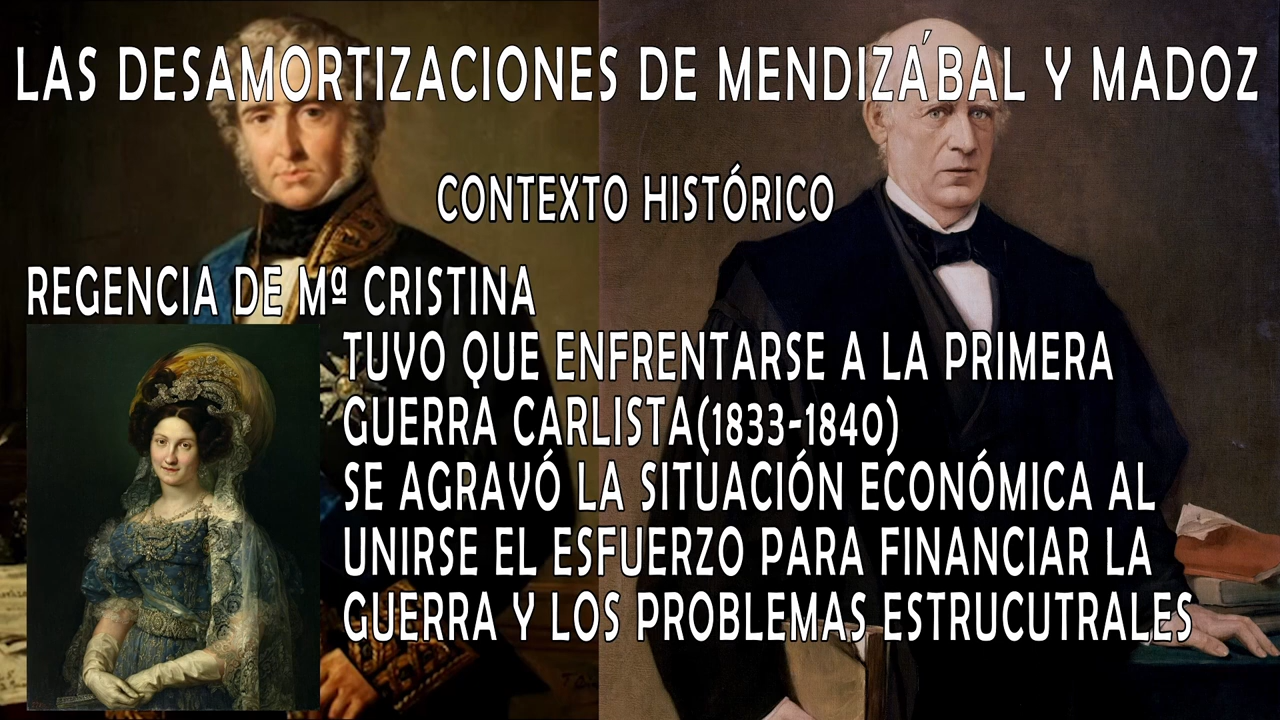 LAS DESAMORTIZACIONES DE MENDIZÁBAL Y MADOZ
CONTEXTO HISTÓRICO
REGENCIA DE Mª CRISTINA
TUVO QUE ENFRENTARSE A LA PRIMERA
GUERRA CARLISTA(1833-1840)
SE AGRAVÓ LA SITUACIÓN ECONÓMICA AL
UNIRSE EL ESFUERZO PARA FINANCIAR LA
GUERRA Y LOS PROBLEMAS ESTRUCUTRALES